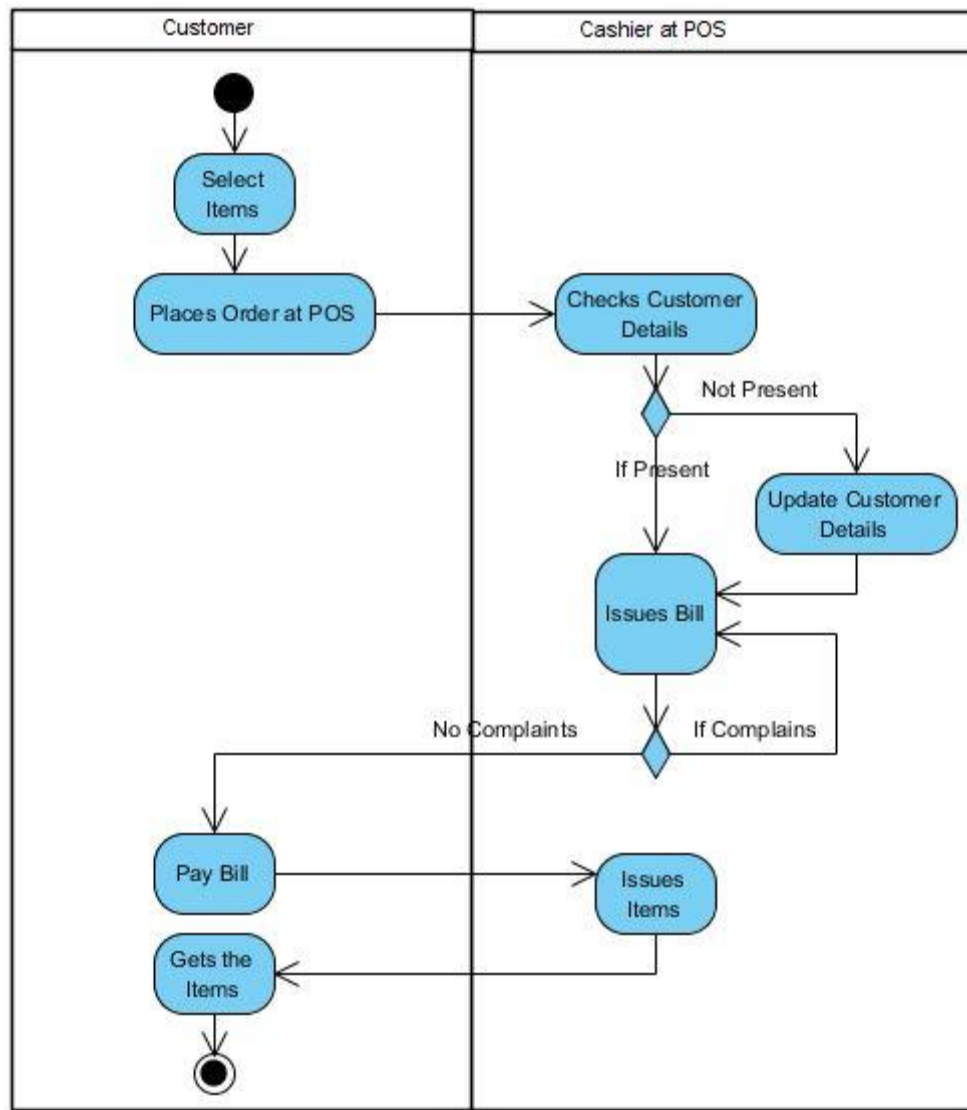 Customer
Cashier at POS
Select
Items
Places Order at POS
Checks Customer
Details
Not Present
If Present
Update Customer
Details
Issues Bill
No Complaints
If Complains
Pay Bill
Issues
Items
Gets the
Items